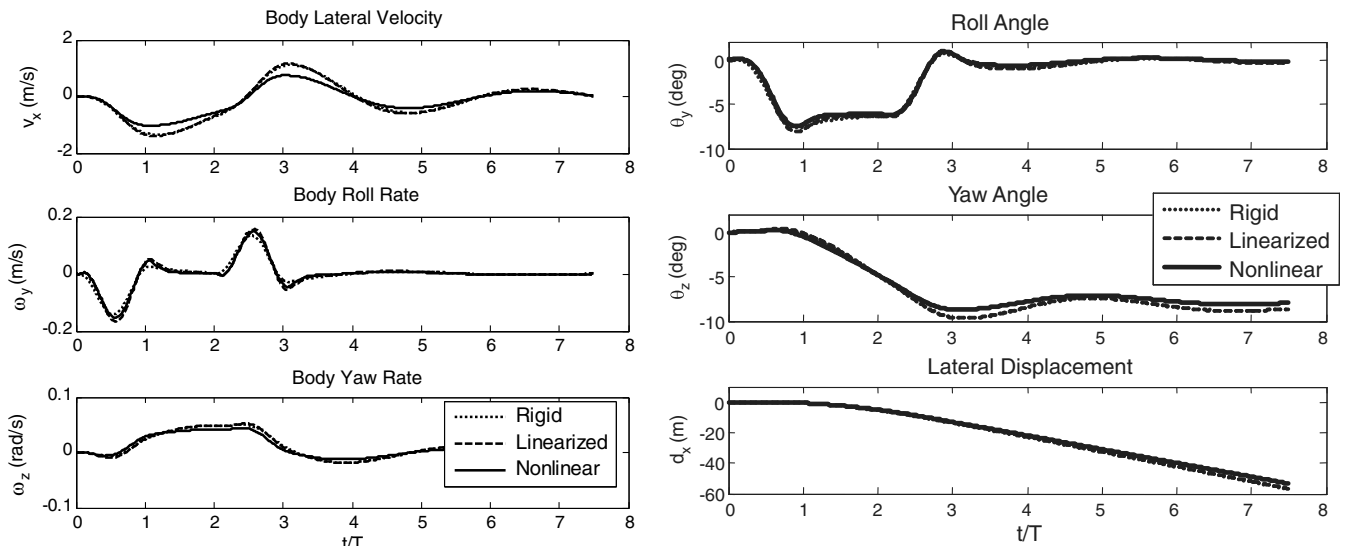 Body Lateral Velocity
v_x (m/s)
2
0
-2
0 1 2 3 4 5 6 7 8
Body Roll Rate
ω_y (m/s)
0.2
0
-0.2
0 1 2 3 4 5 6 7 8
Body Yaw Rate
ω_z (rad/s)
0.1
0
-0.1
Rigid
Linearized
Nonlinear
0 1 2 3 4 5 6 7 8
t/T
Roll Angle
θ_y (deg)
0
-5
-10
0 1 2 3 4 5 6 7 8
Yaw Angle
θ_z (deg)
0
-5
-10
Rigid
Linearized
Nonlinear
0 1 2 3 4 5 6 7 8
Lateral Displacement
d_x (m)
0
-20
-40
-60
0 1 2 3 4 5 6 7 8
t/T